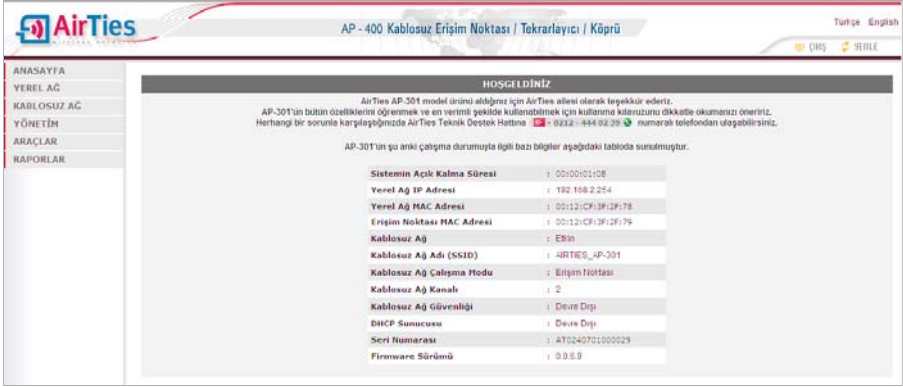 AirTies
WIRELESS NETWORKS
AP - 400 Kablosuz Erişim Noktası / Tekrarlayıcı / Köprü
Türkçe English
ÇIKIŞ YENİLE
ANASAYFA
YEREL AĞ
KABLOSUZ AĞ
YÖNETİM
ARAÇLAR
RAPORLAR
HOŞGELDİNİZ
AirTies AP-301 model ürünü aldığınız için AirTies ailesi olarak teşekkür ederiz.
AP-301'ün bütün özelliklerini öğrenmek ve en verimli şekilde kullanabilmek için kullanma kılavuzunu dikkatle okumanızı öneririz.
Herhangi bir sorunla karşılaştığınızda AirTies Teknik Destek Hattına 0212 - 444 02 39 numaralı telefondan ulaşabilirsiniz.
AP-301'ün şu anki çalışma durumuyla ilgili bazı bilgiler aşağıdaki tabloda sunulmuştur.
Sistemin Açık Kalma Süresi : 00:00:01:08
Yerel Ağ IP Adresi : 192.168.2.254
Yerel Ağ MAC Adresi : 00:12:CF:3F:2F:78
Erişim Noktası MAC Adresi : 00:12:CF:3F:2F:79
Kablosuz Ağ : Etkin
Kablosuz Ağ Adı (SSID) : AIRTIES_AP-301
Kablosuz Ağ Çalışma Modu : Erişim Noktası
Kablosuz Ağ Kanalı : 2
Kablosuz Ağ Güvenliği : Devre Dışı
DHCP Sunucusu : Devre Dışı
Seri Numarası : AT0240701000029
Firmware Sürümü : 0.0.6.9